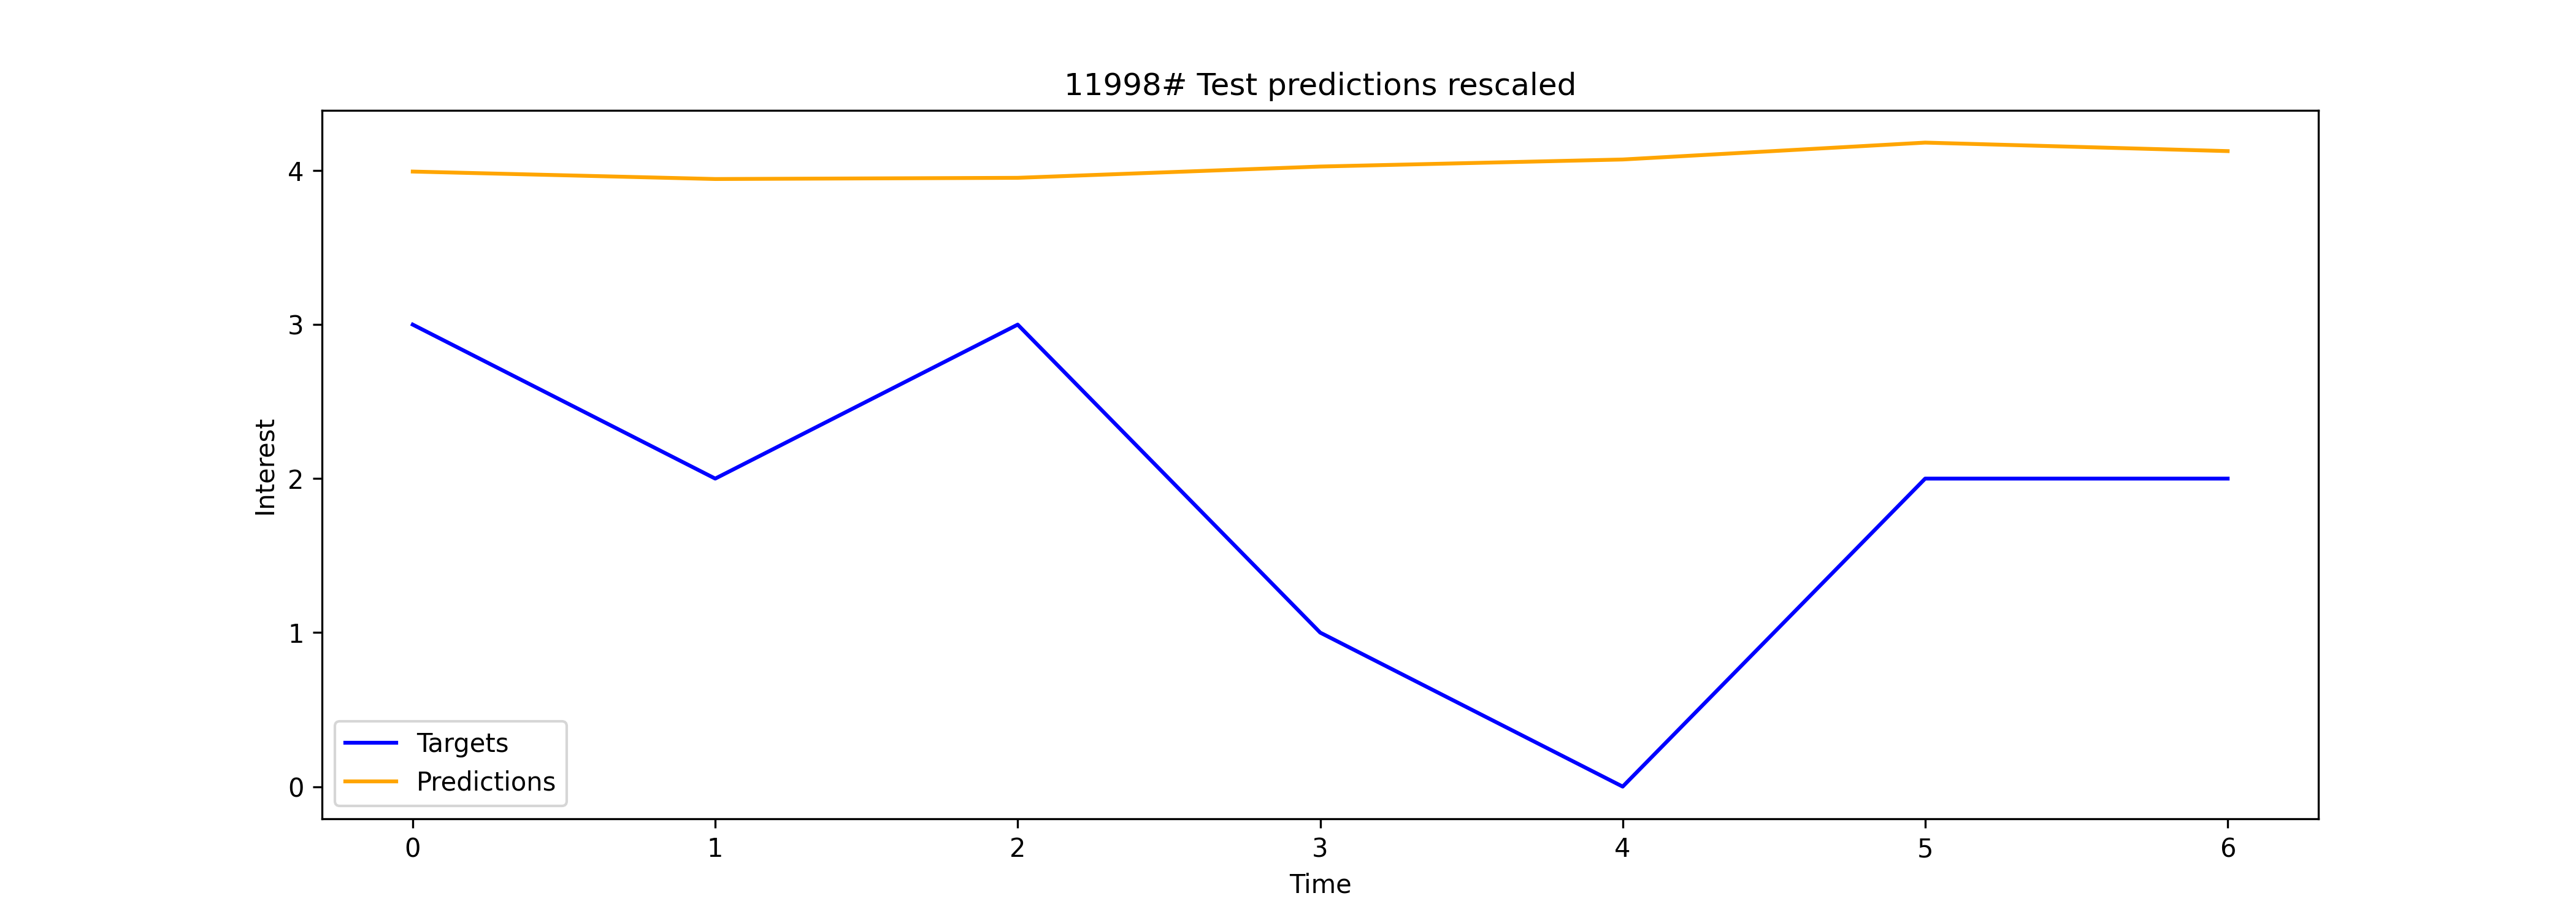 11998# Test predictions rescaled
4
3
2
1
0
Interest
Targets
Predictions
0 1 2 3 4 5 6
Time